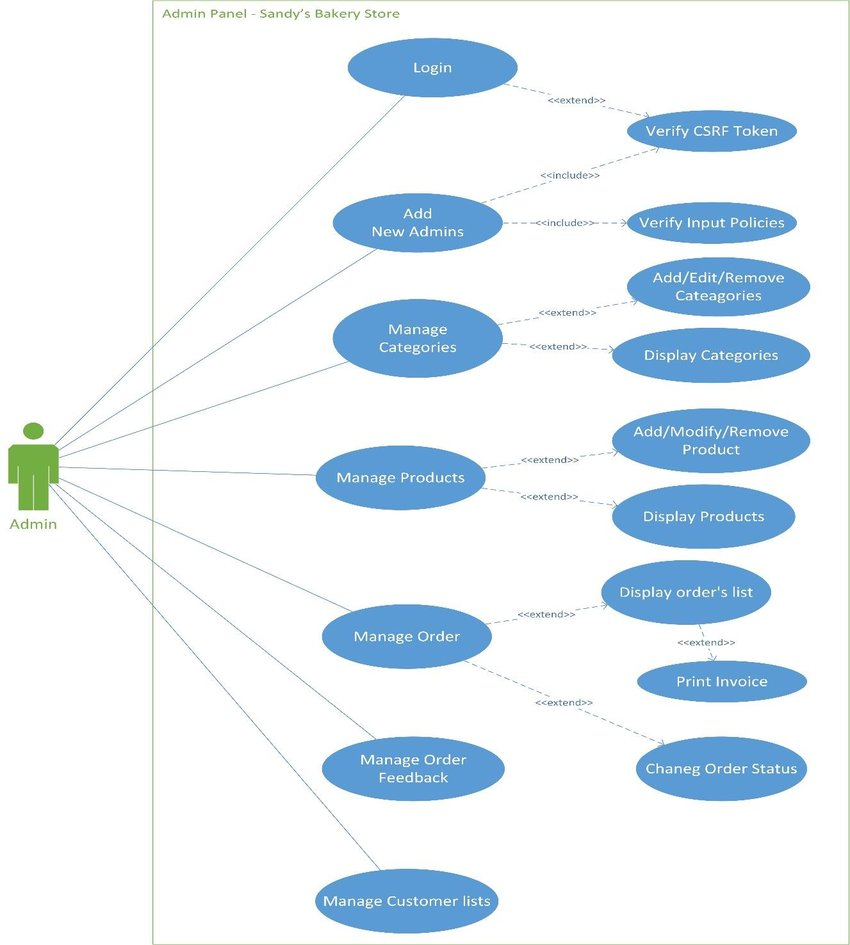 Admin Panel - Sandy's Bakery Store
Login
<<extend>>
Verify CSRF Token
<<include>>
Add
New Admins
<<include>>
Verify Input Policies
Add/Edit/Remove
Cateagories
<<extend>>
Manage
Categories
<<extend>>
Display Categories
Add/Modify/Remove
Product
<<extend>>
Manage Products
<<extend>>
Display Products
Admin
Display order's list
<<extend>>
Manage Order
<<extend>>
Print Invoice
<<extend>>
Manage Order
Feedback
Chaneg Order Status
Manage Customer lists